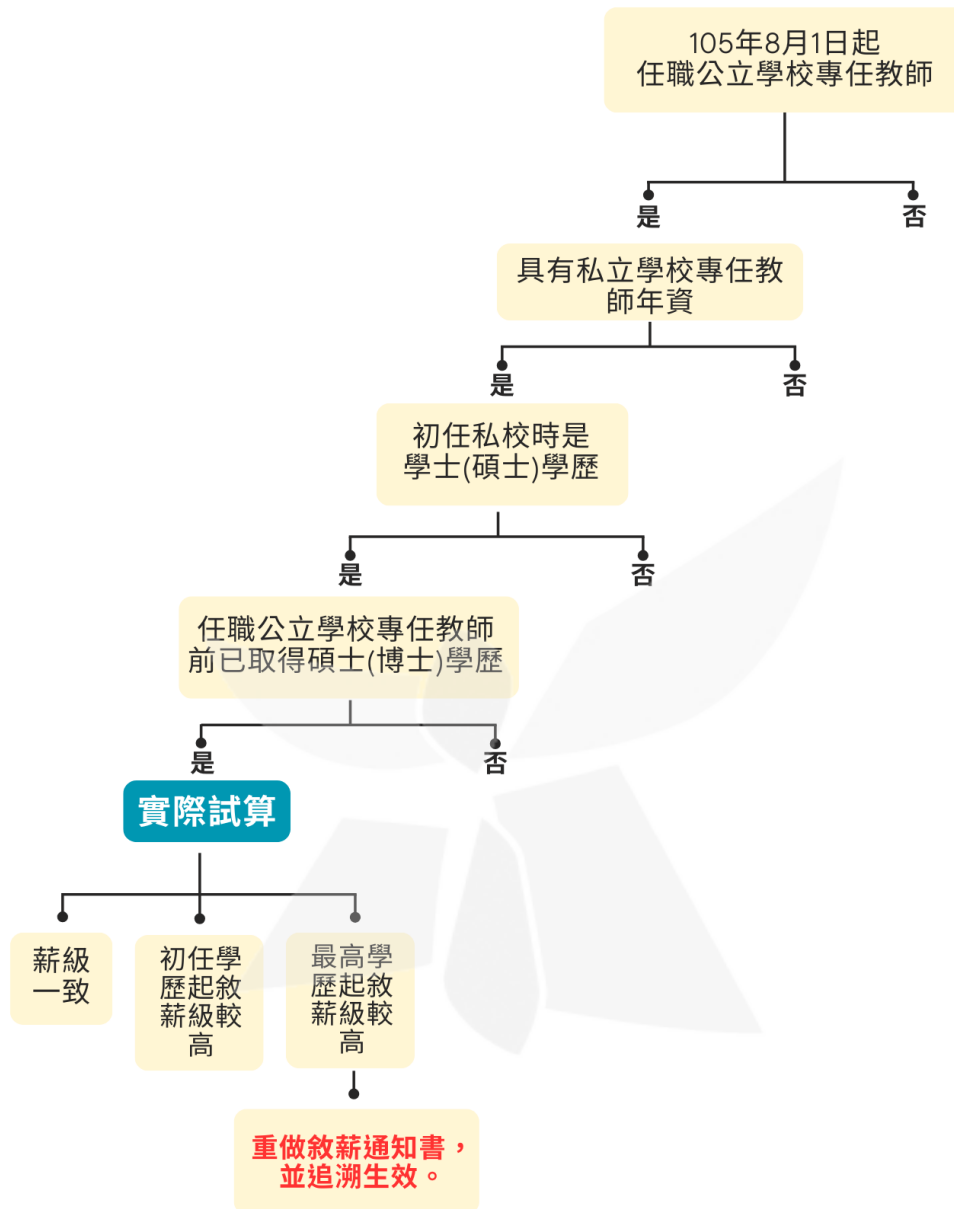 105年8月1日起
任職公立學校專任教師
是
否
具有私立學校專任教
師年資
是
否
初任私校時是
學士(碩士)學歷
是
否
任職公立學校專任教師
前已取得碩士(博士)學歷
是
否
實際試算
薪級
一致
初任學
歷起敘
薪級較
高
最高學
歷起敘
薪級較
高
重做敘薪通知書，
並追溯生效。